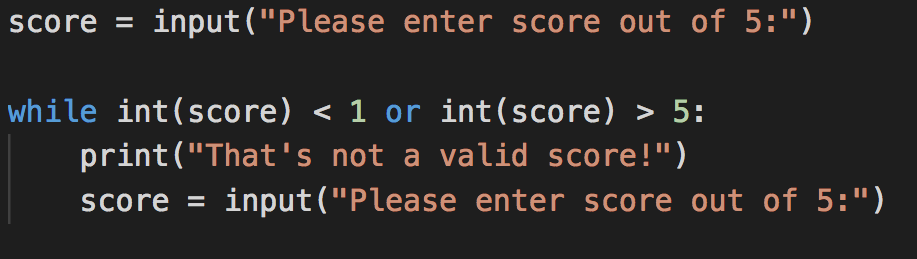 score = input("Please enter score out of 5:")
while int(score) < 1 or int(score) > 5:
    print("That's not a valid score!")
    score = input("Please enter score out of 5:")